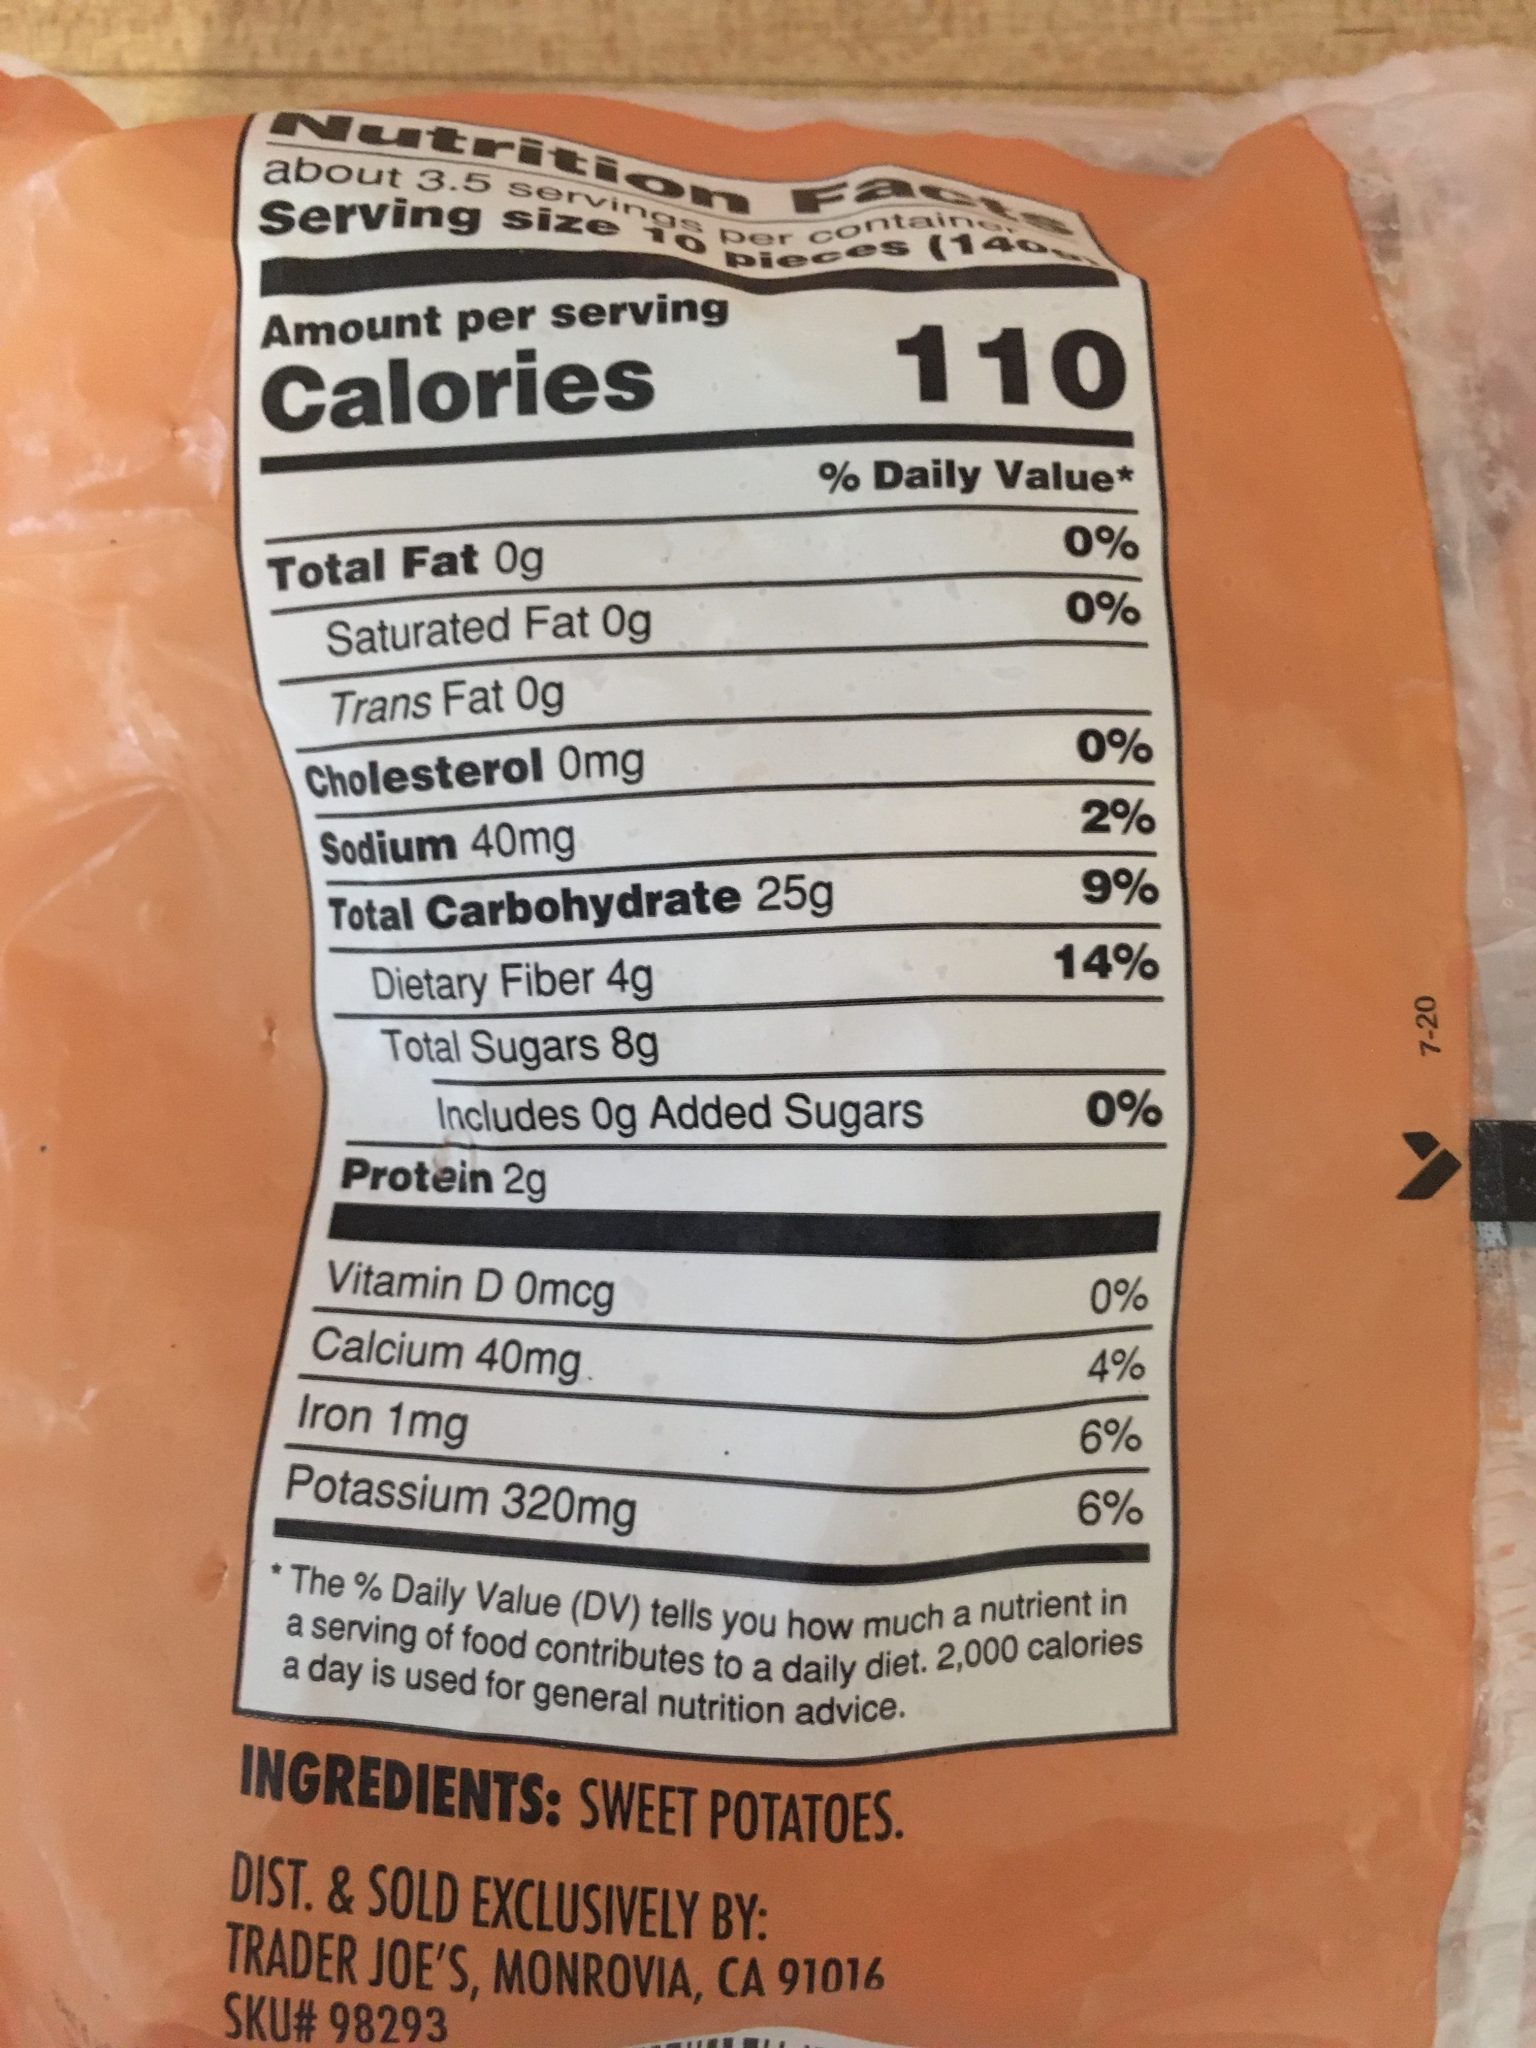 Nutrition Facts
about 3.5 servings per container
Serving size 10 pieces (140g)
Amount per serving
Calories 110
% Daily Value*
Total Fat 0g 0%
Saturated Fat 0g 0%
Trans Fat 0g
Cholesterol 0mg 0%
Sodium 40mg 2%
Total Carbohydrate 25g 9%
Dietary Fiber 4g 14%
Total Sugars 8g
Includes 0g Added Sugars 0%
Protein 2g
Vitamin D 0mcg 0%
Calcium 40mg 4%
Iron 1mg 6%
Potassium 320mg 6%
* The % Daily Value (DV) tells you how much a nutrient in
a serving of food contributes to a daily diet. 2,000 calories
a day is used for general nutrition advice.
INGREDIENTS: SWEET POTATOES.
DIST. & SOLD EXCLUSIVELY BY:
TRADER JOE'S, MONROVIA, CA 91016
SKU# 98293
7-20